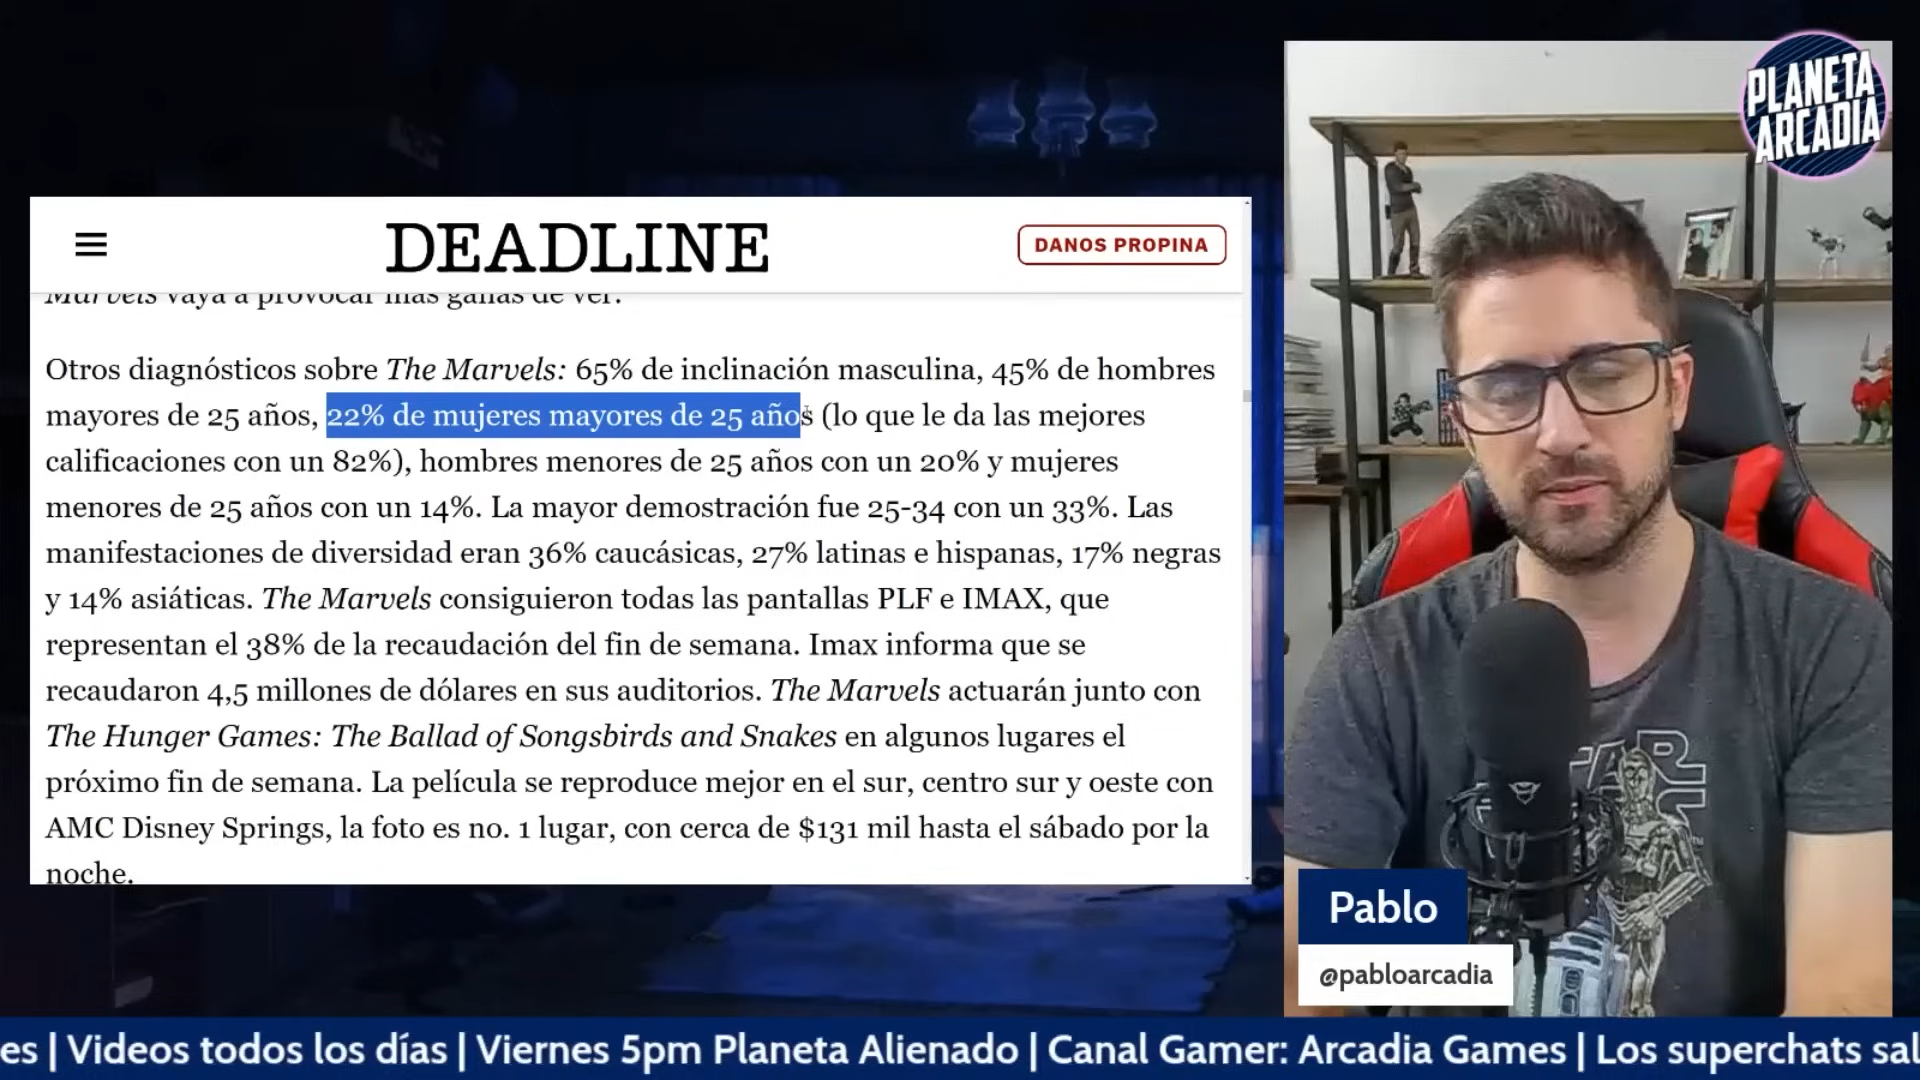 PLANETA
ARCADIA
DEADLINE
DANOS PROPINA
Marvels vaya a provocar más ganas de ver.
Otros diagnósticos sobre The Marvels: 65% de inclinación masculina, 45% de hombres
mayores de 25 años, 22% de mujeres mayores de 25 años (lo que le da las mejores
calificaciones con un 82%), hombres menores de 25 años con un 20% y mujeres
menores de 25 años con un 14%. La mayor demostración fue 25-34 con un 33%. Las
manifestaciones de diversidad eran 36% caucásicas, 27% latinas e hispanas, 17% negras
y 14% asiáticas. The Marvels consiguieron todas las pantallas PLF e IMAX, que
representan el 38% de la recaudación del fin de semana. Imax informa que se
recaudaron 4,5 millones de dólares en sus auditorios. The Marvels actuarán junto con
The Hunger Games: The Ballad of Songsbirds and Snakes en algunos lugares el
próximo fin de semana. La película se reproduce mejor en el sur, centro sur y oeste con
AMC Disney Springs, la foto es no. 1 lugar, con cerca de $131 mil hasta el sábado por la
noche.
STAR
Pablo
@pabloarcadia
es | Videos todos los días | Viernes 5pm Planeta Alienado | Canal Gamer: Arcadia Games | Los superchats sal